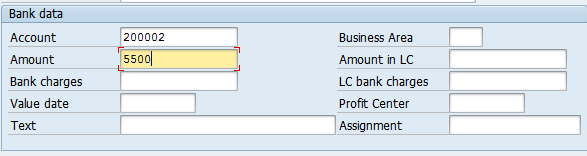 Bank data
Account 200002 Business Area
Amount 5500 Amount in LC
Bank charges LC bank charges
Value date Profit Center
Text Assignment